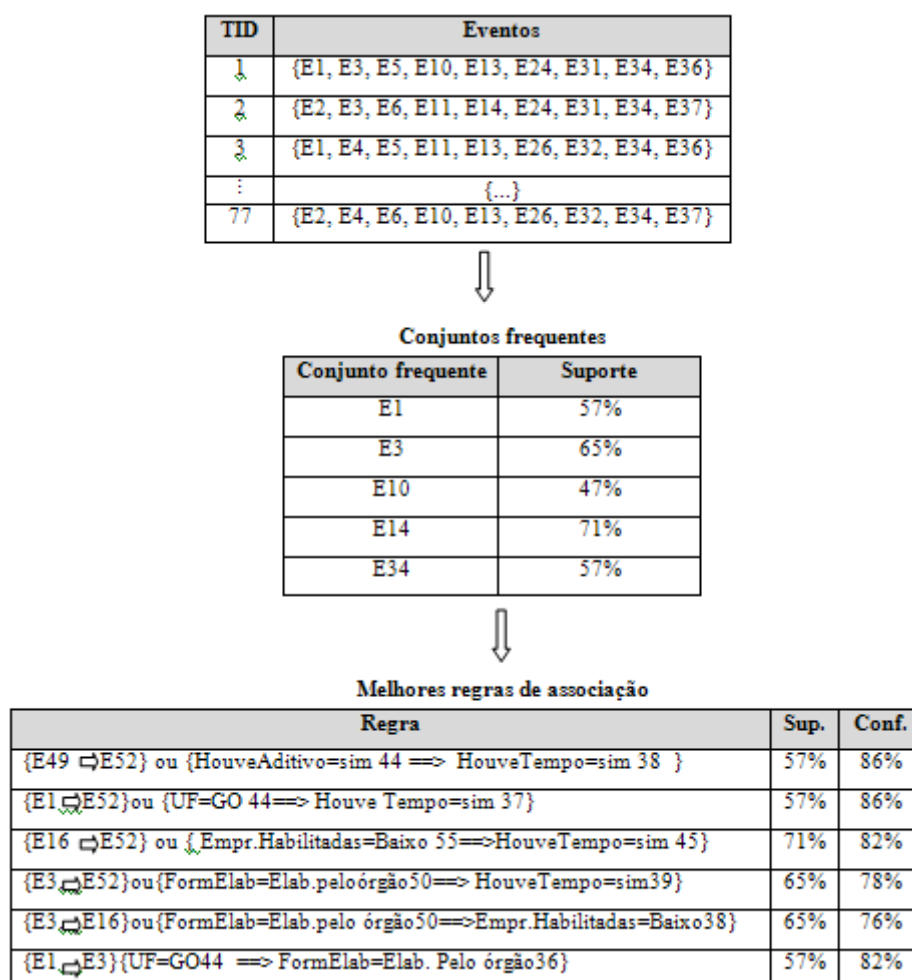 TID Eventos
1 {E1, E3, E5, E10, E13, E24, E31, E34, E36}
2 {E2, E3, E6, E11, E14, E24, E31, E34, E37}
3 {E1, E4, E5, E11, E13, E26, E32, E34, E36}
⋮ {...}
77 {E2, E4, E6, E10, E13, E26, E32, E34, E37}
⇩
Conjuntos frequentes
Conjunto frequente Suporte
E1 57%
E3 65%
E10 47%
E14 71%
E34 57%
⇩
Melhores regras de associação
Regra Sup. Conf.
{E49 ⇨E52} ou {HouveAditivo=sim 44 ==> HouveTempo=sim 38 } 57% 86%
{E1⇨E52}ou {UF=GO 44==> Houve Tempo=sim 37} 57% 86%
{E16 ⇨E52} ou { Empr.Habilitadas=Baixo 55==>HouveTempo=sim 45} 71% 82%
{E3⇨E52}ou{FormElab=Elab.peloórgão50==> HouveTempo=sim39} 65% 78%
{E3⇨E16}ou{FormElab=Elab.pelo órgão50==>Empr.Habilitadas=Baixo38} 65% 76%
{E1⇨E3}{UF=GO44 ==> FormElab=Elab. Pelo órgão36} 57% 82%